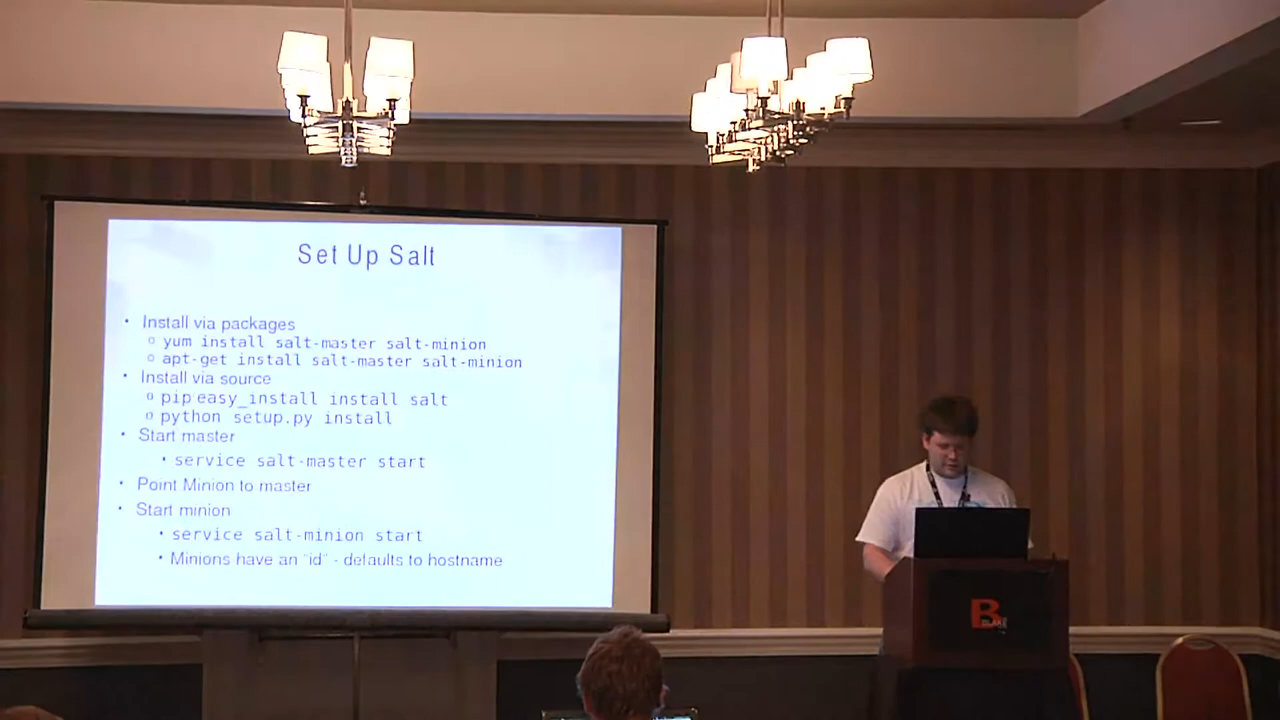 Set Up Salt
• Install via packages
o yum install salt-master salt-minion
o apt-get install salt-master salt-minion
• Install via source
o pip easy_install install salt
o python setup.py install
• Start master
• service salt-master start
• Point Minion to master
• Start minion
• service salt-minion start
• Minions have an "id" - defaults to hostname
B
BLAKE